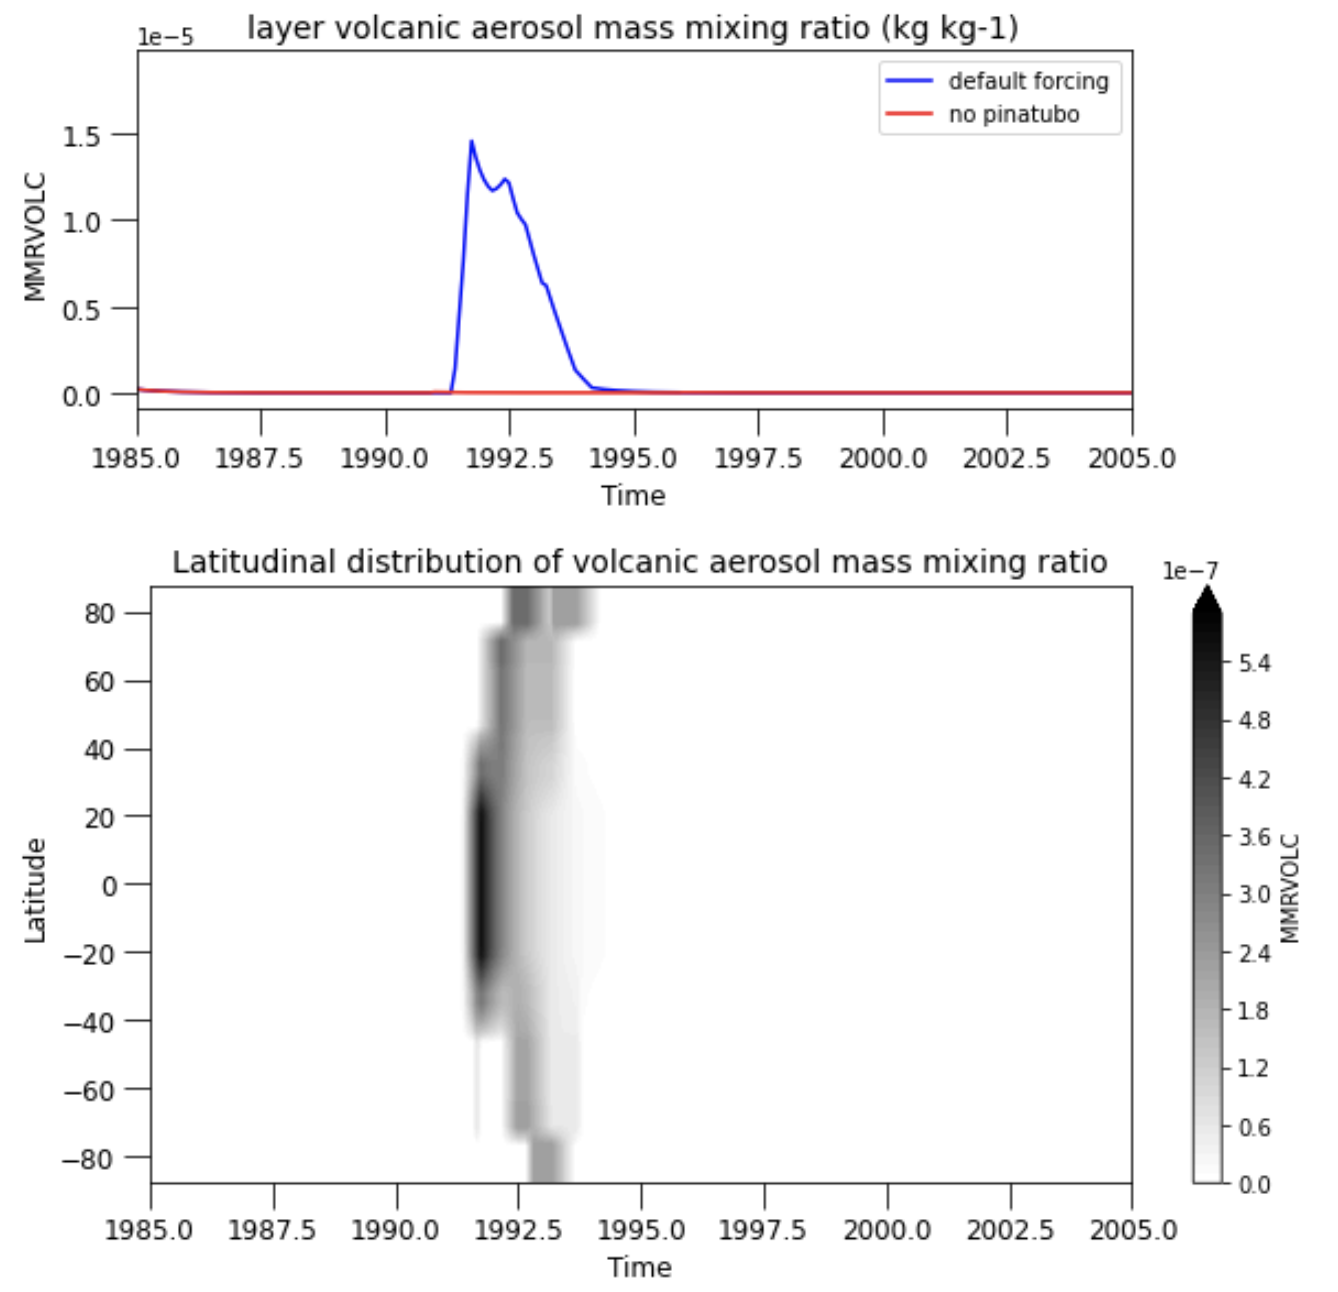 layer volcanic aerosol mass mixing ratio (kg kg-1)
1e−5
default forcing
no pinatubo
1.5
1.0
0.5
0.0
MMRVOLC
1985.0 1987.5 1990.0 1992.5 1995.0 1997.5 2000.0 2002.5 2005.0
Time
Latitudinal distribution of volcanic aerosol mass mixing ratio
1e−7
80
60
40
20
0
−20
−40
−60
−80
Latitude
5.4
4.8
4.2
3.6
3.0
2.4
1.8
1.2
0.6
0.0
MMRVOLC
1985.0 1987.5 1990.0 1992.5 1995.0 1997.5 2000.0 2002.5 2005.0
Time